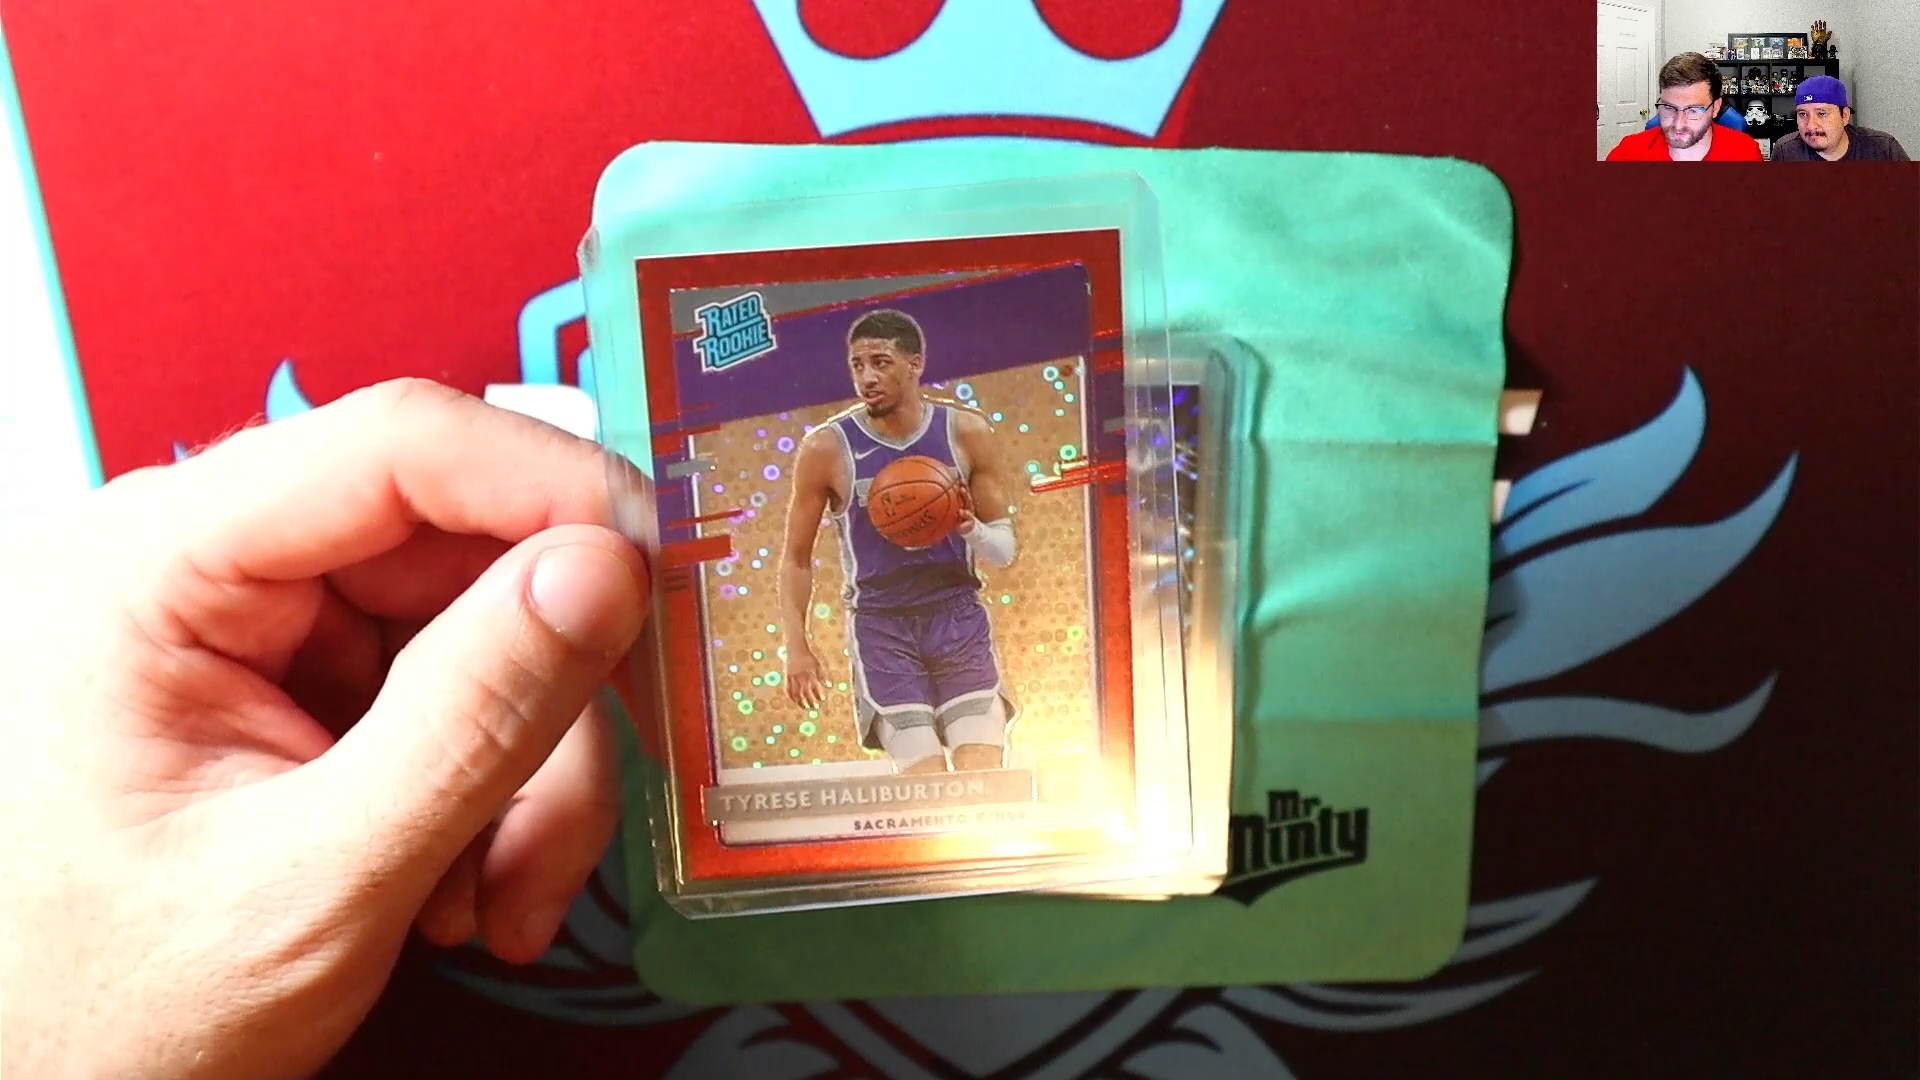 RATED
ROOKIE
TYRESE HALIBURTON
SACRAMENTO KINGS
Mr
Minty